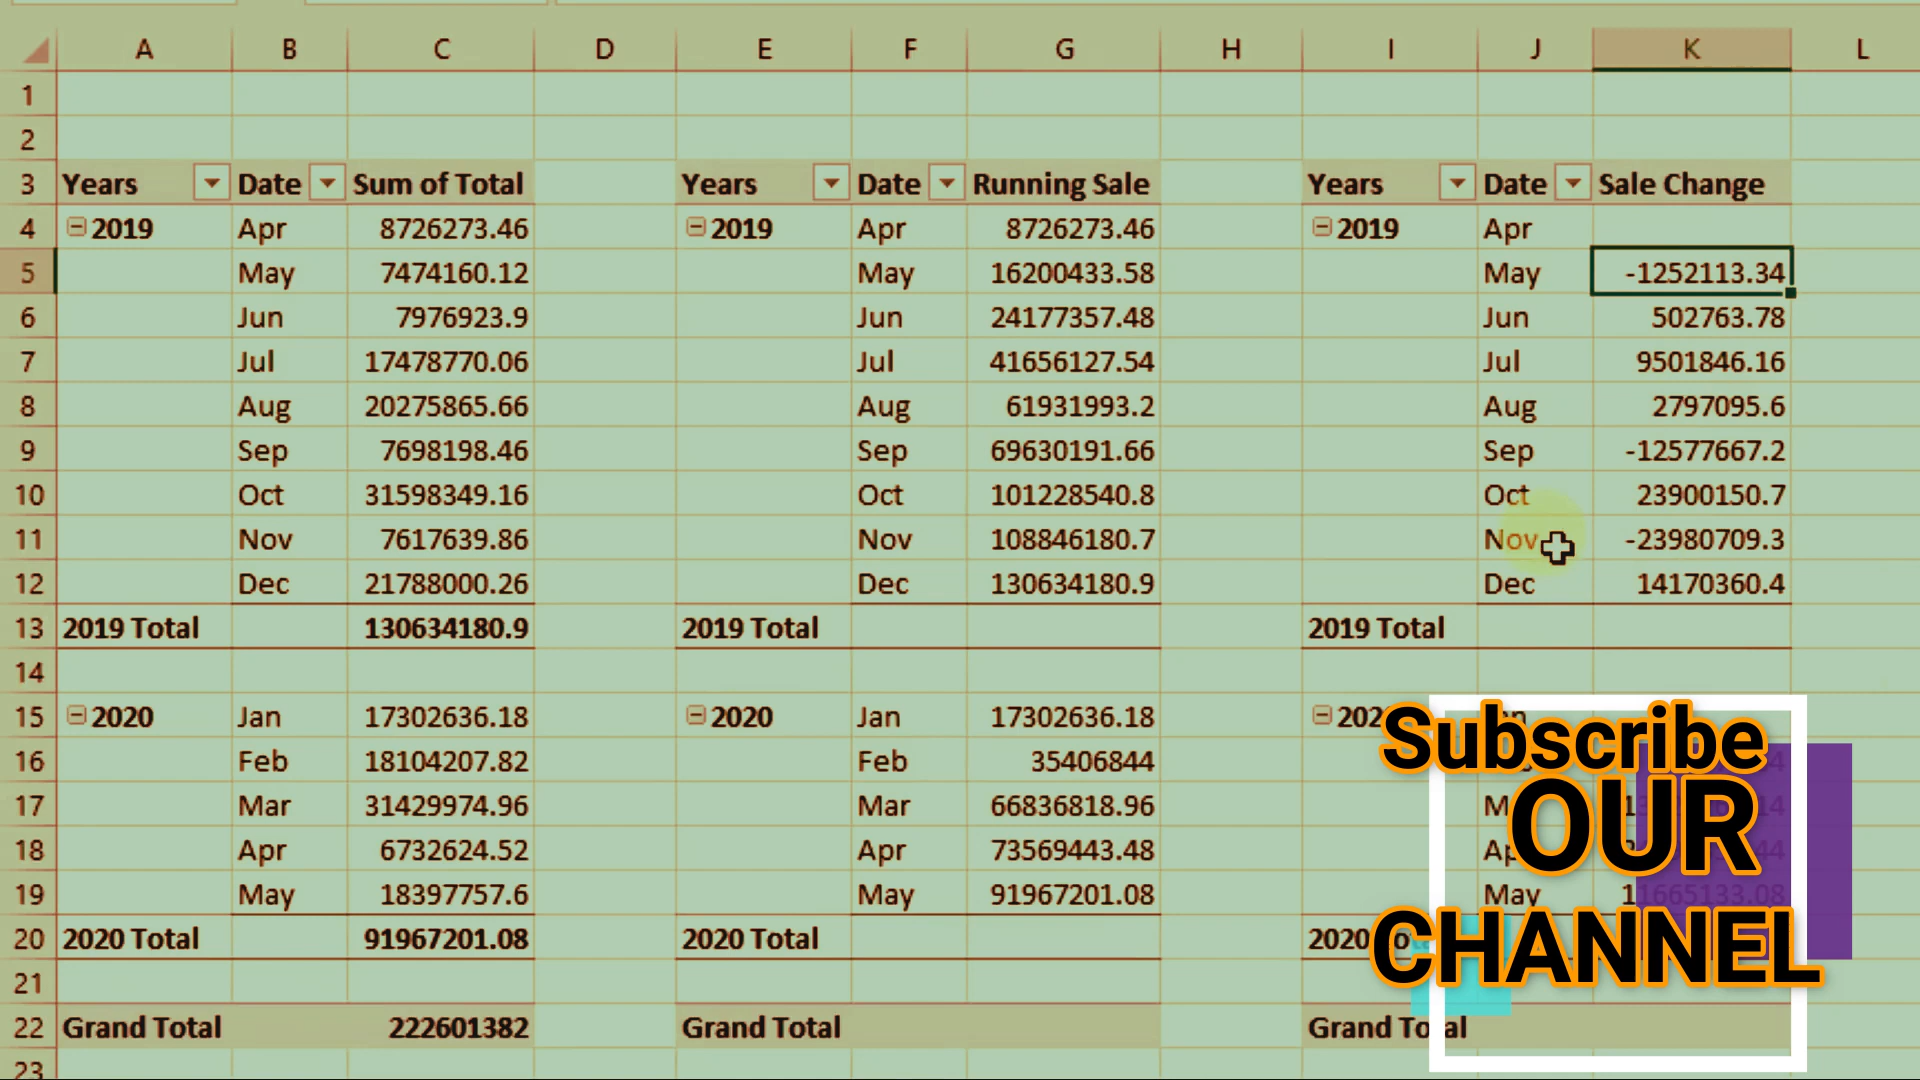 A B C D E F G H I J K L
1
2
3 Years Date Sum of Total Years Date Running Sale Years Date Sale Change
4 2019 Apr 8726273.46 2019 Apr 8726273.46 2019 Apr
5 May 7474160.12 May 16200433.58 May -1252113.34
6 Jun 7976923.9 Jun 24177357.48 Jun 502763.78
7 Jul 17478770.06 Jul 41656127.54 Jul 9501846.16
8 Aug 20275865.66 Aug 61931993.2 Aug 2797095.6
9 Sep 7698198.46 Sep 69630191.66 Sep -12577667.2
10 Oct 31598349.16 Oct 101228540.8 Oct 23900150.7
11 Nov 7617639.86 Nov 108846180.7 Nov -23980709.3
12 Dec 21788000.26 Dec 130634180.9 Dec 14170360.4
13 2019 Total 130634180.9 2019 Total 2019 Total
14
15 2020 Jan 17302636.18 2020 Jan 17302636.18
16 Feb 18104207.82 Feb 35406844
17 Mar 31429974.96 Mar 66836818.96
18 Apr 6732624.52 Apr 73569443.48
19 May 18397757.6 May 91967201.08 May 11665133.08
20 2020 Total 91967201.08 2020 Total 2020
21
22 Grand Total 222601382 Grand Total Grand Total
23
Subscribe
OUR
CHANNEL